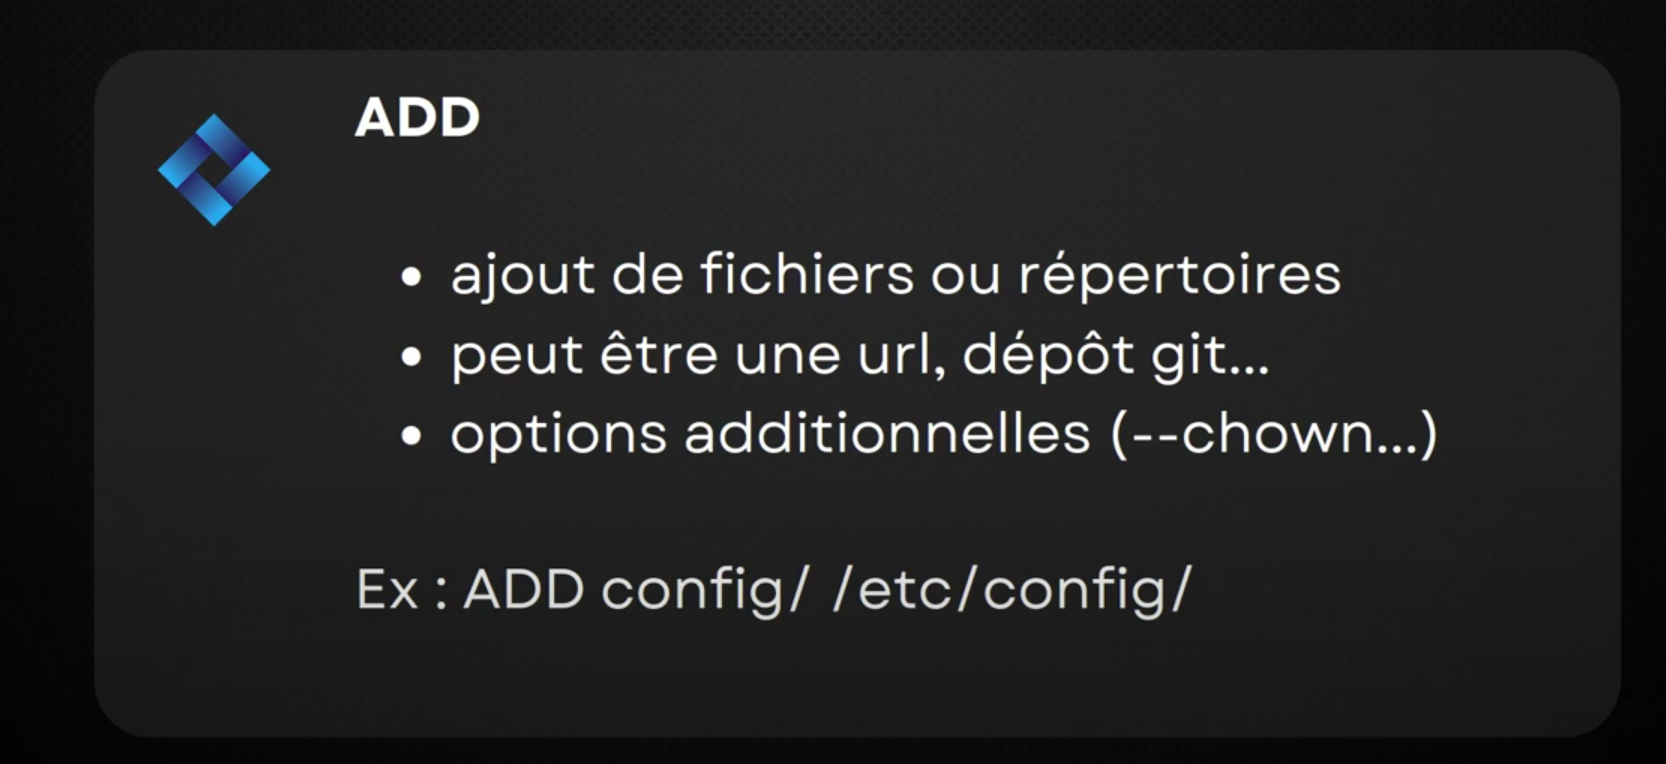 ADD
• ajout de fichiers ou répertoires
• peut être une url, dépôt git...
• options additionnelles (--chown...)
Ex : ADD config/ /etc/config/